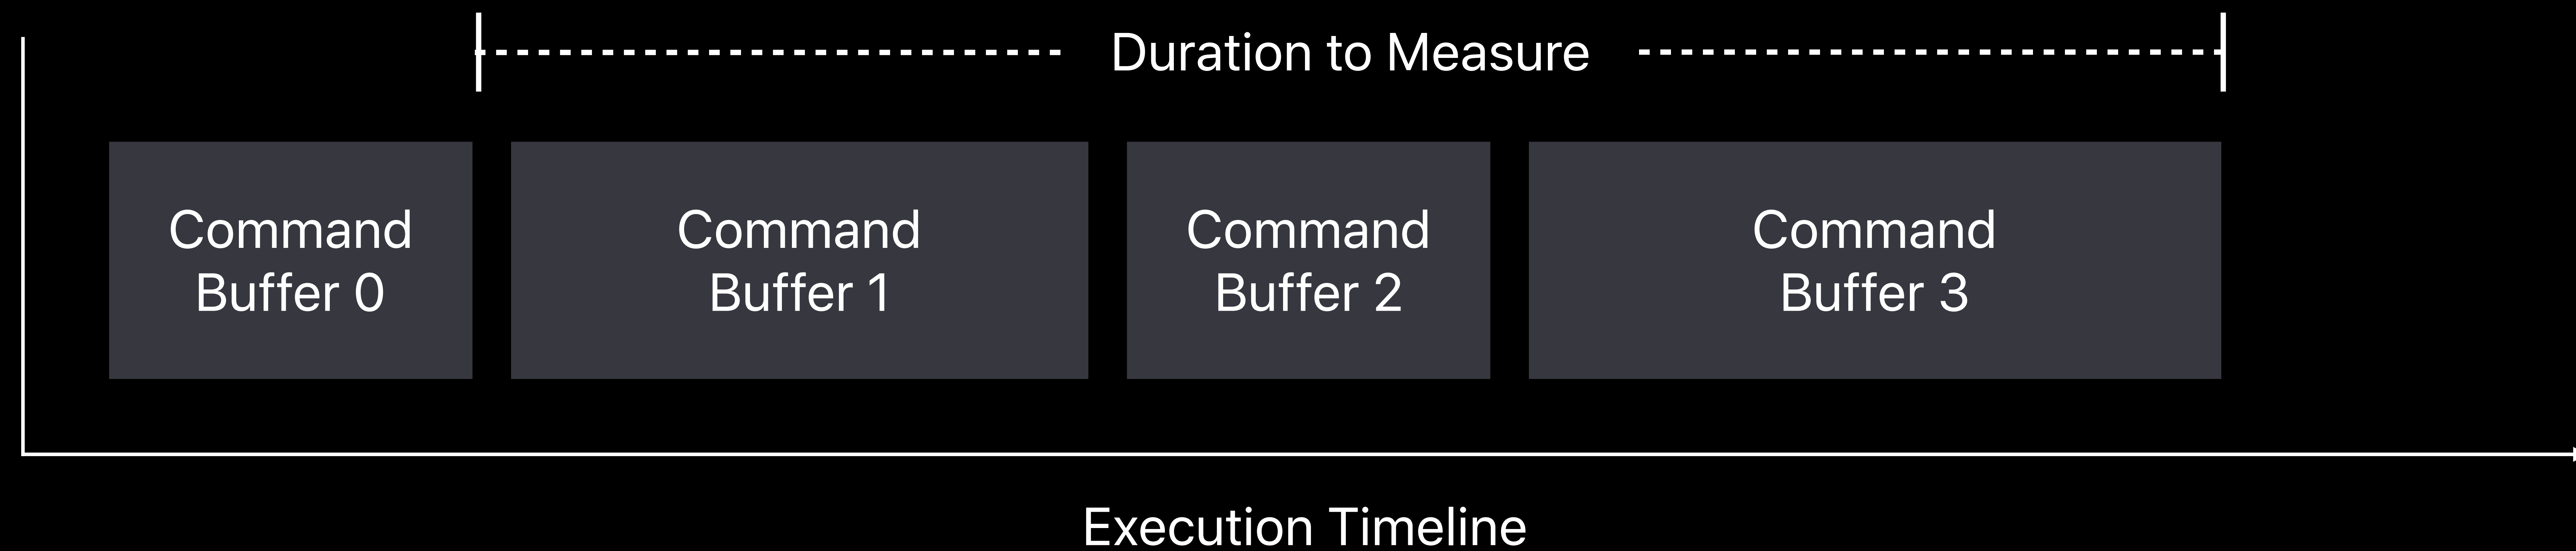 Duration to Measure
Command
Buffer 0
Command
Buffer 1
Command
Buffer 2
Command
Buffer 3
Execution Timeline